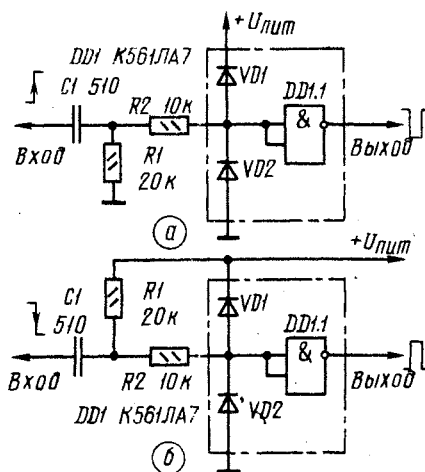 +Uпит
DD1 К561ЛА7
VD1
C1 510
R2 10к
DD1.1
&
Вход
R1
20к
VD2
Выход
а
+Uпит
C1
510
R1
20к
VD1
DD1.1
&
Вход
R2 10к
Выход
DD1 К561ЛА7
VD2
б